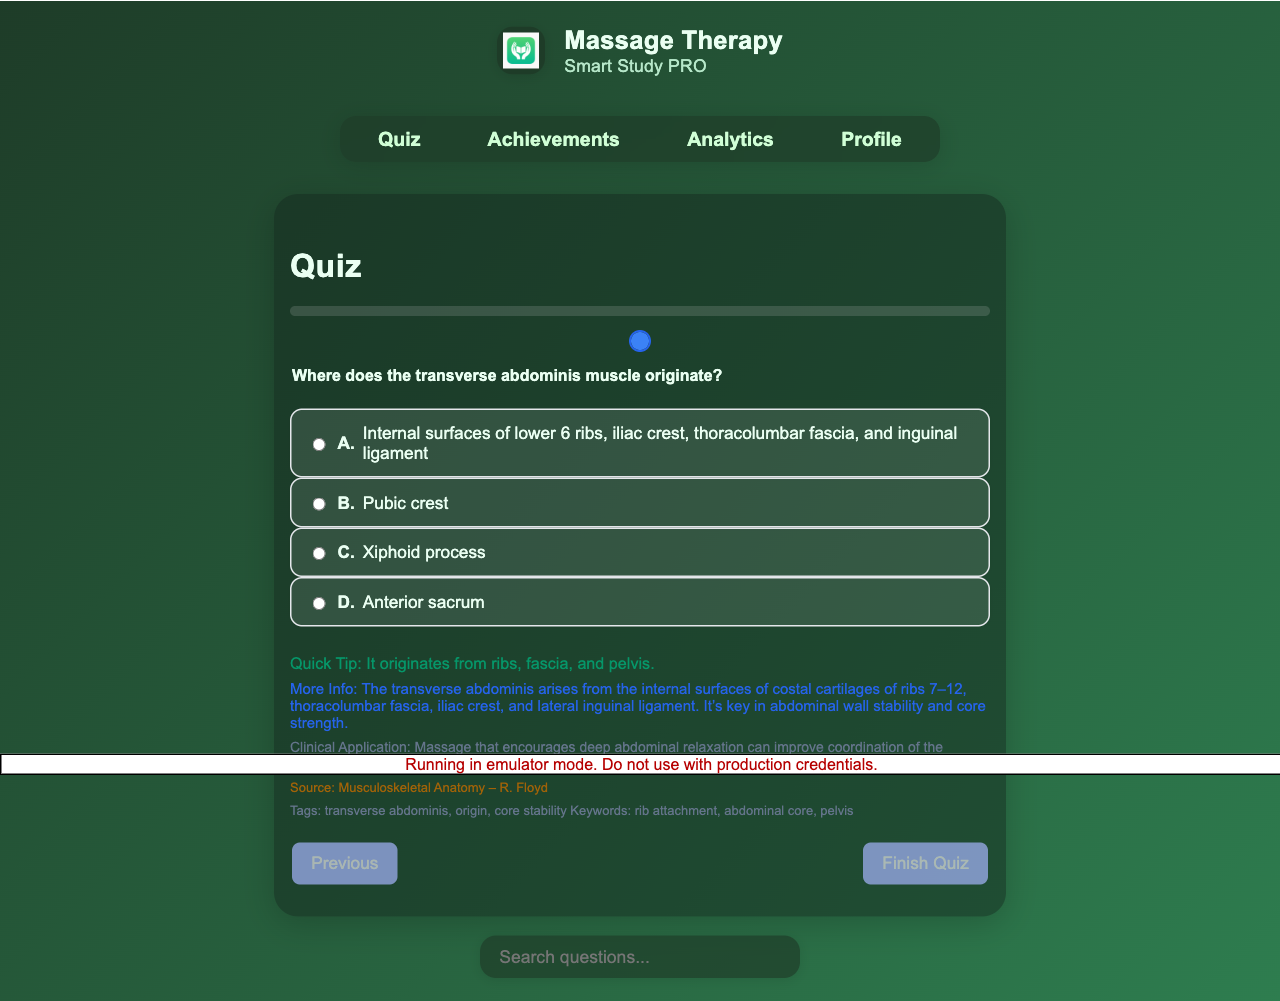 Massage Therapy
Smart Study PRO
Quiz Achievements Analytics Profile
Quiz
Where does the transverse abdominis muscle originate?
A. Internal surfaces of lower 6 ribs, iliac crest, thoracolumbar fascia, and inguinal
ligament
B. Pubic crest
C. Xiphoid process
D. Anterior sacrum
Quick Tip: It originates from ribs, fascia, and pelvis.
More Info: The transverse abdominis arises from the internal surfaces of costal cartilages of ribs 7–12,
thoracolumbar fascia, iliac crest, and lateral inguinal ligament. It's key in abdominal wall stability and core
strength.
Clinical Application: Massage that encourages deep abdominal relaxation can improve coordination of the
Running in emulator mode. Do not use with production credentials.
Source: Musculoskeletal Anatomy – R. Floyd
Tags: transverse abdominis, origin, core stability Keywords: rib attachment, abdominal core, pelvis
Previous Finish Quiz
Search questions...